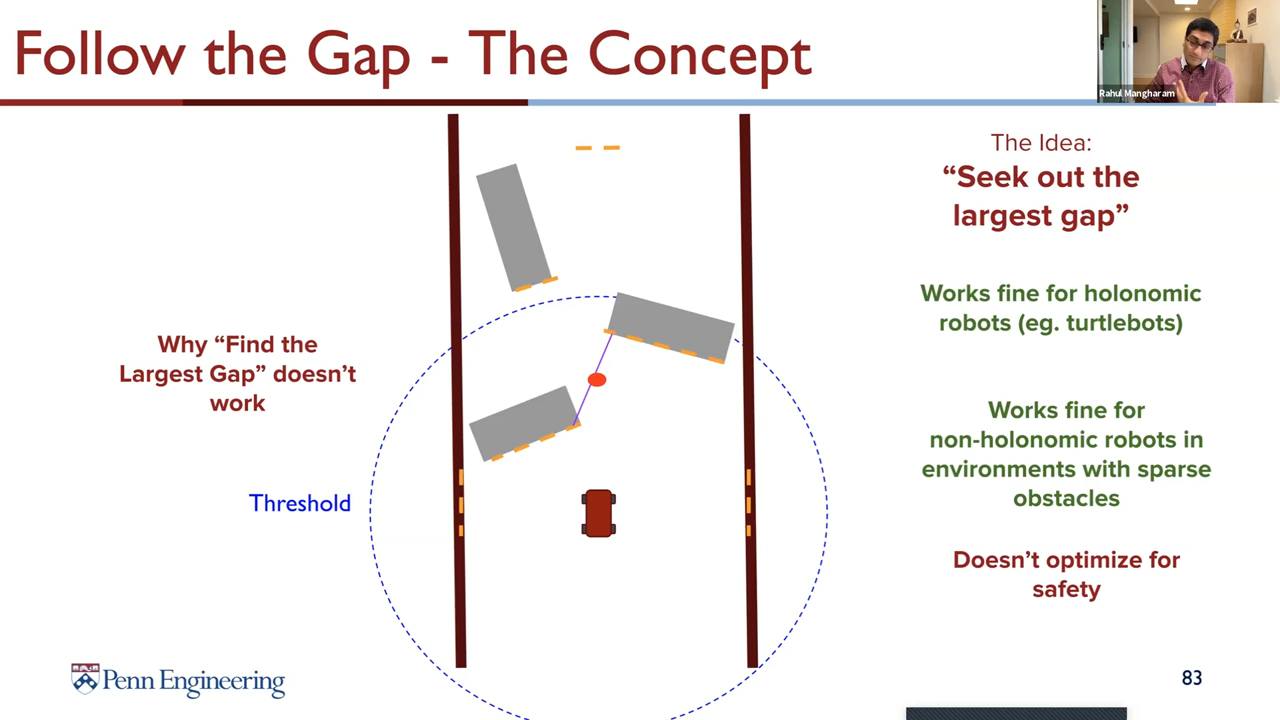 Follow the Gap - The Concept
Rahul Mangharam
The Idea:
“Seek out the
largest gap”
Works fine for holonomic
robots (eg. turtlebots)
Why “Find the
Largest Gap” doesn’t
work
Works fine for
non-holonomic robots in
environments with sparse
obstacles
Threshold
Doesn’t optimize for
safety
Penn Engineering
83